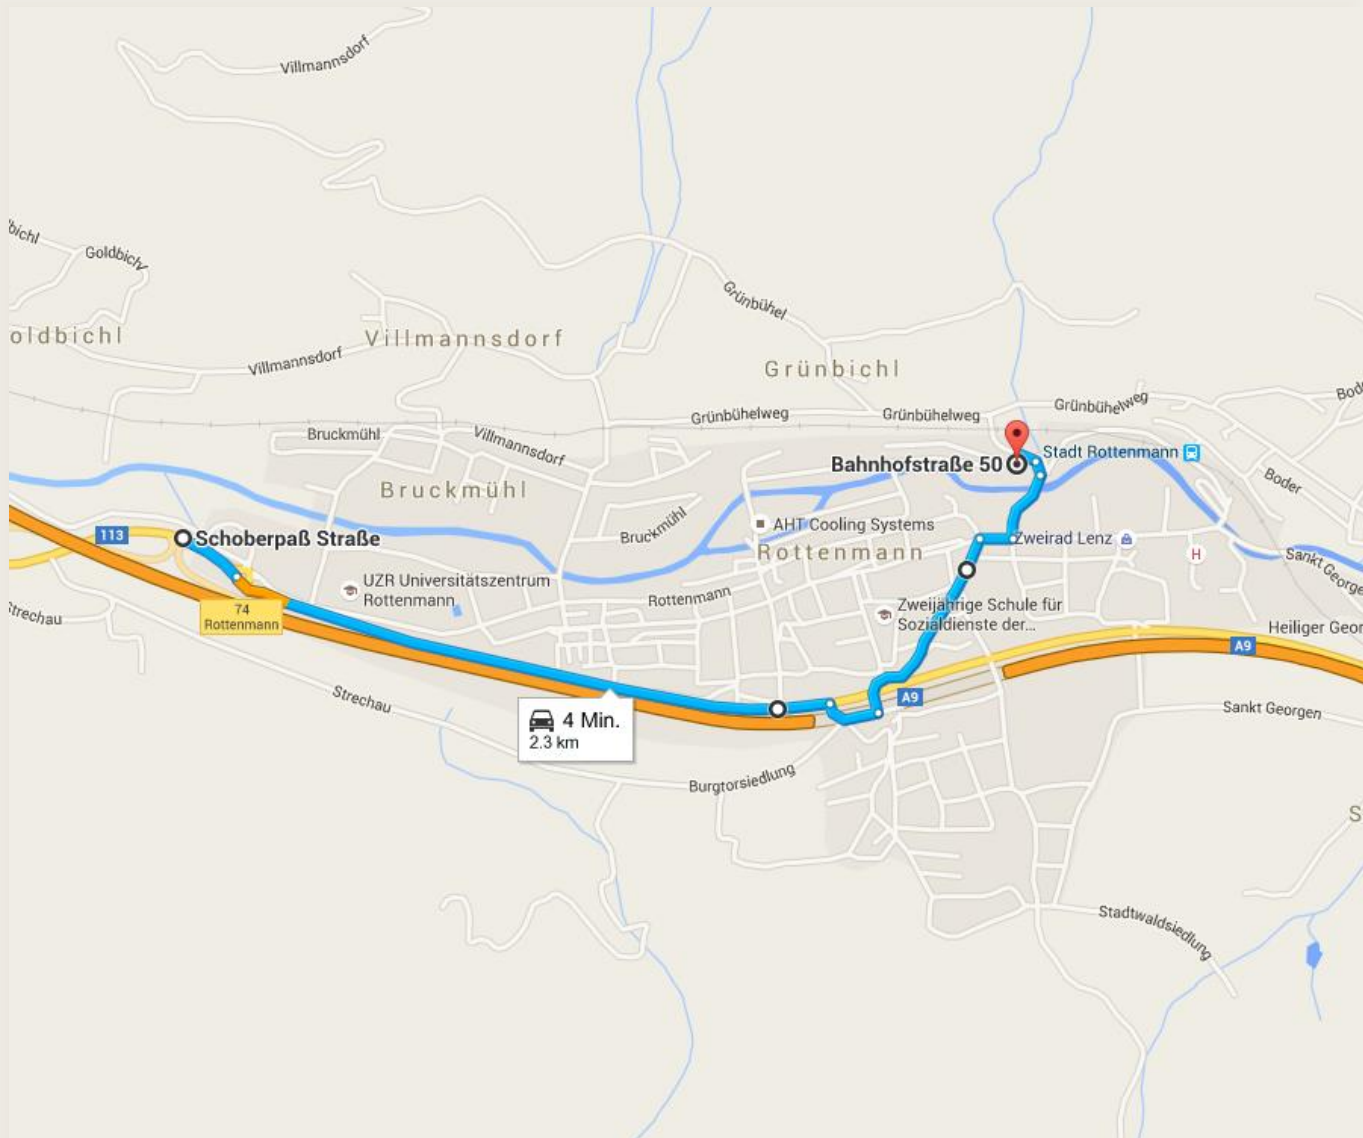 Villmannsdorf
bichl
Goldbichl
oldbichl
Villmannsdorf
Villmannsdorf
Grünbühel
Grünbichl
Grünbühelweg
Grünbühelweg
Grünbühelweg
Bode
Bruckmühl
Villmannsdorf
Stadt Rottenmann
Bahnhofstraße 50
Boder
Bruckmühl
113
Schoberpaß Straße
Bruckmühl
AHT Cooling Systems
Rottenmann
Zweirad Lenz
H
Sankt George
UZR Universitätszentrum
Rottenmann
Rottenmann
74
Rottenmann
Strechau
Zweijährige Schule für
Sozialdienste der...
Heiliger Geor
A9
Strechau
A9
Sankt Georgen
4 Min.
2.3 km
Burgtorsiedlung
S
Stadtwaldsiedlung